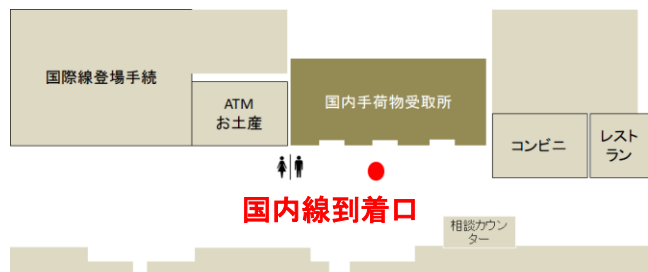 国際線登場手続
ATM
お土産
国内手荷物受取所
コンビニ
レスト
ラン
国内線到着口
相談カウン
ター